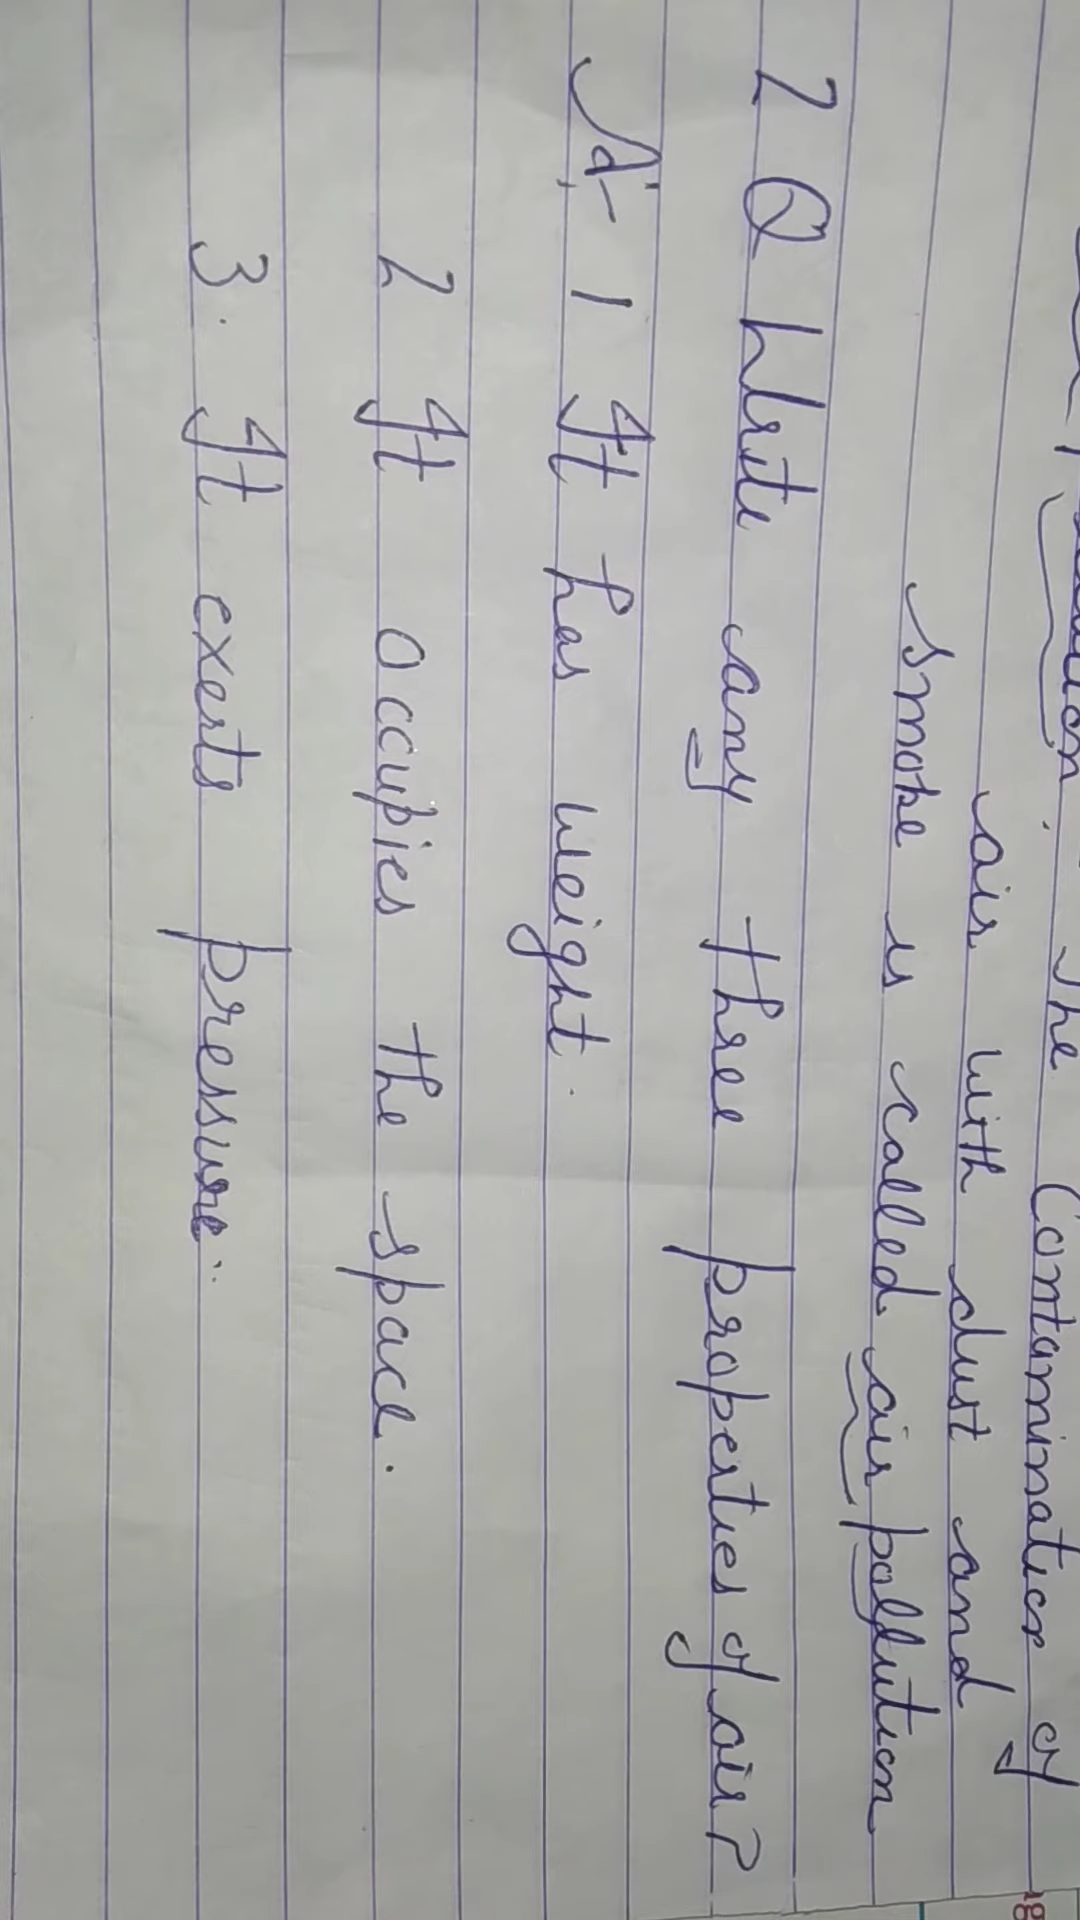 The Contamination of
air with dust and
smoke is called air pollution
2 Q Write any three properties of air?
A- 1 It has weight.
2 It occupies the space.
3. It exerts pressure.